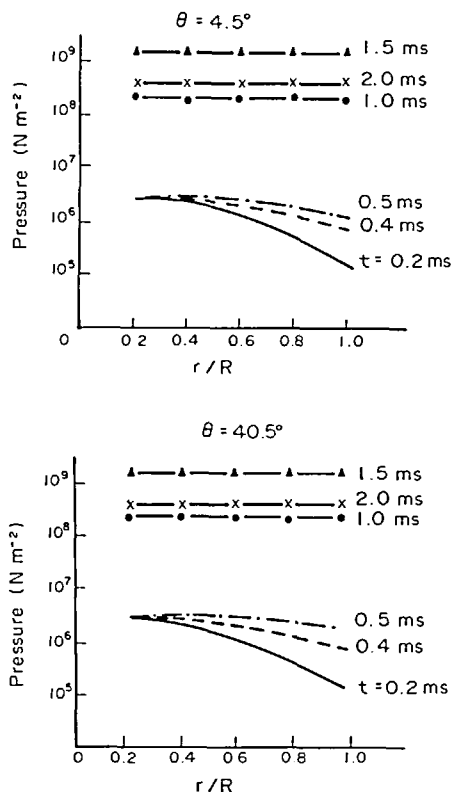 θ = 4.5°
Pressure (N m⁻²)
10⁹
10⁸
10⁷
10⁶
10⁵
0
1.5 ms
2.0 ms
1.0 ms
0.5 ms
0.4 ms
t = 0.2 ms
0.2 0.4 0.6 0.8 1.0
r / R
θ = 40.5°
Pressure (N m⁻²)
10⁹
10⁸
10⁷
10⁶
10⁵
1.5 ms
2.0 ms
1.0 ms
0.5 ms
0.4 ms
t = 0.2 ms
0 0.2 0.4 0.6 0.8 1.0
r / R